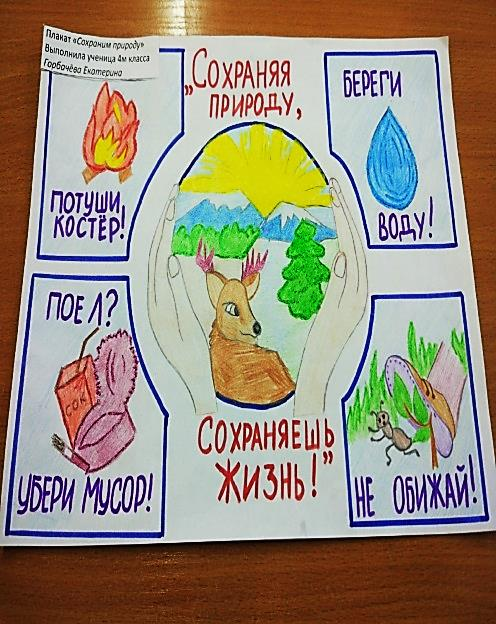 Плакат «Сохраним природу»
Выполнила ученица 4м класса
Горбачёва Екатерина
„Сохраняя
природу,
Береги
воду!
Потуши
костёр!
Поел?
Сок
Убери мусор!
Не обижай!
Сохраняешь
жизнь!”